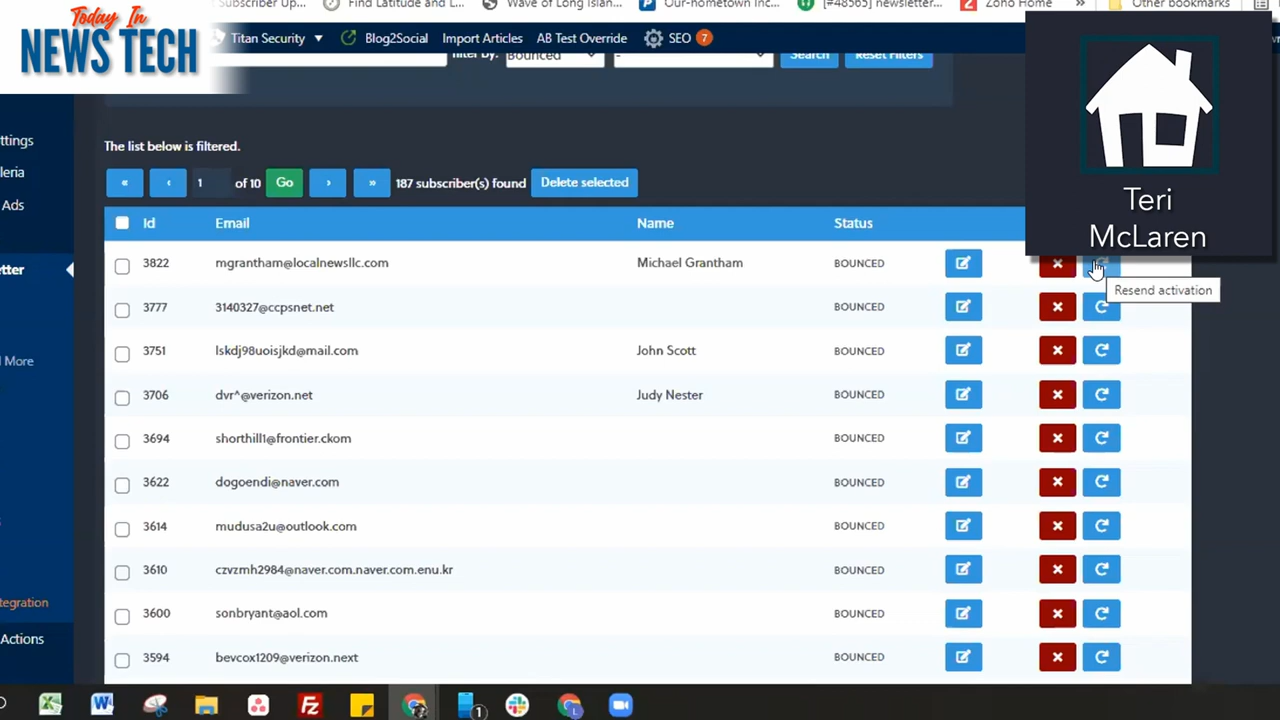 Subscriber Up...
Find Latitude and L...
Wave of Long Islan...
Our-hometown Inc...
[#48565] newsletter...
Zoho Home
»
Other bookmarks
Today In
NEWS TECH
Titan Security
Blog2Social
Import Articles
AB Test Override
SEO 7
filter by:
Bounced
-
Search
Reset Filters
ttings
leria
Ads
etter
l More
tegration
Actions
The list below is filtered.
« ‹ 1 of 10 Go › » 187 subscriber(s) found Delete selected
Id Email Name Status
3822 mgrantham@localnewsllc.com Michael Grantham BOUNCED
3777 3140327@ccpsnet.net BOUNCED
3751 lskdj98uoisjkd@mail.com John Scott BOUNCED
3706 dvr^@verizon.net Judy Nester BOUNCED
3694 shorthill1@frontier.ckom BOUNCED
3622 dogoendi@naver.com BOUNCED
3614 mudusa2u@outlook.com BOUNCED
3610 czvzmh2984@naver.com.naver.com.enu.kr BOUNCED
3600 sonbryant@aol.com BOUNCED
3594 bevcox1209@verizon.next BOUNCED
Teri
McLaren
Resend activation
1